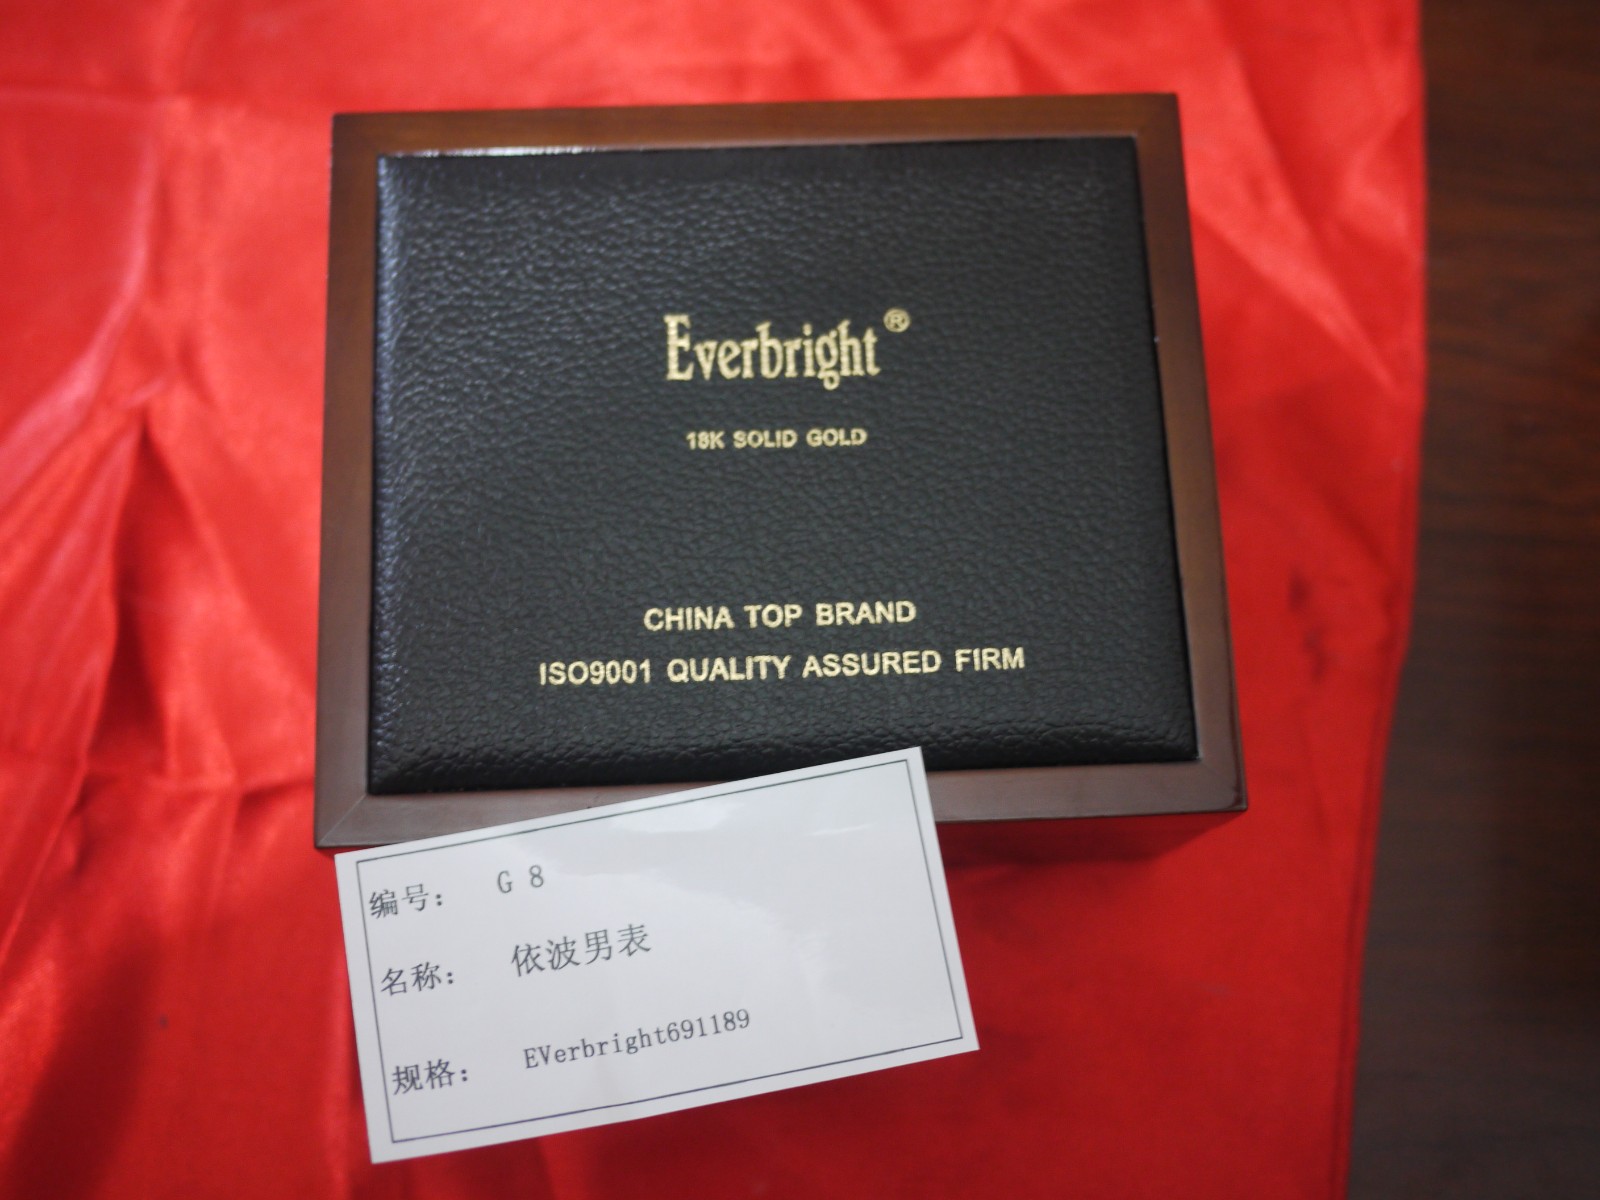 Everbright®
18K SOLID GOLD
CHINA TOP BRAND
ISO9001 QUALITY ASSURED FIRM
编号: G 8
名称: 依波男表
规格: EVerbright691189